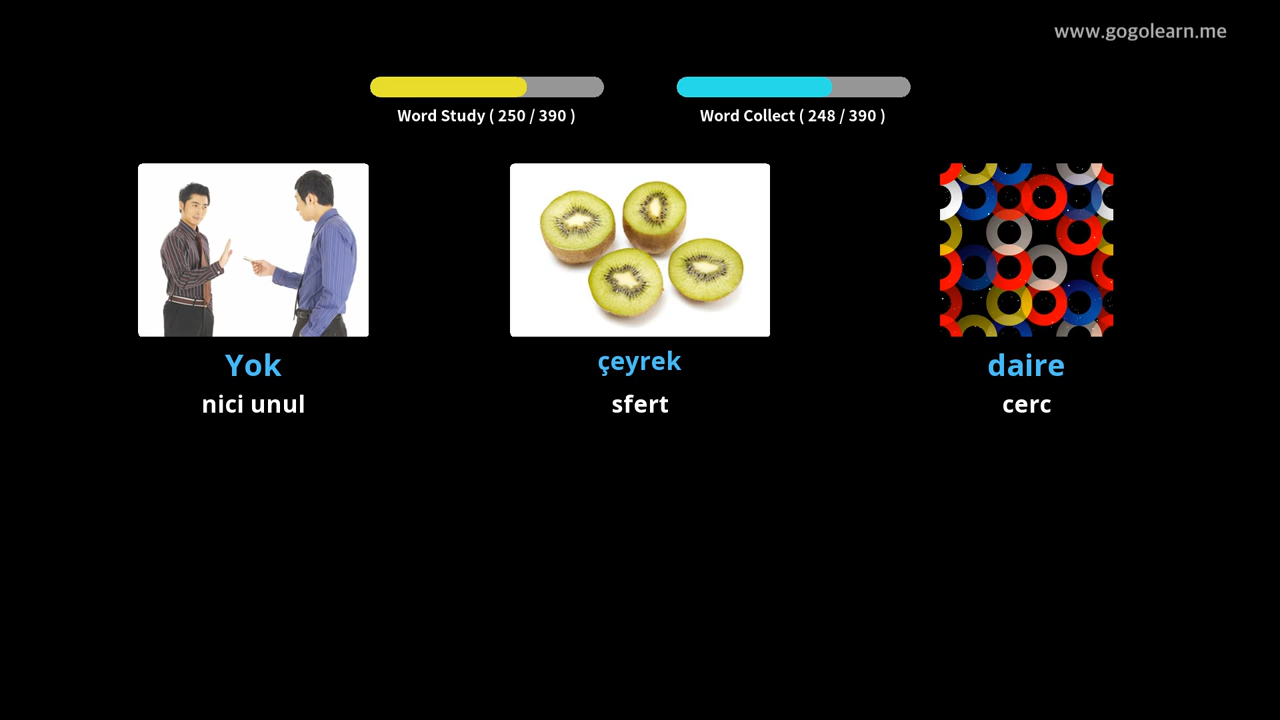 www.gogolearn.me
Word Study ( 250 / 390 )
Word Collect ( 248 / 390 )
Yok
çeyrek
daire
nici unul
sfert
cerc